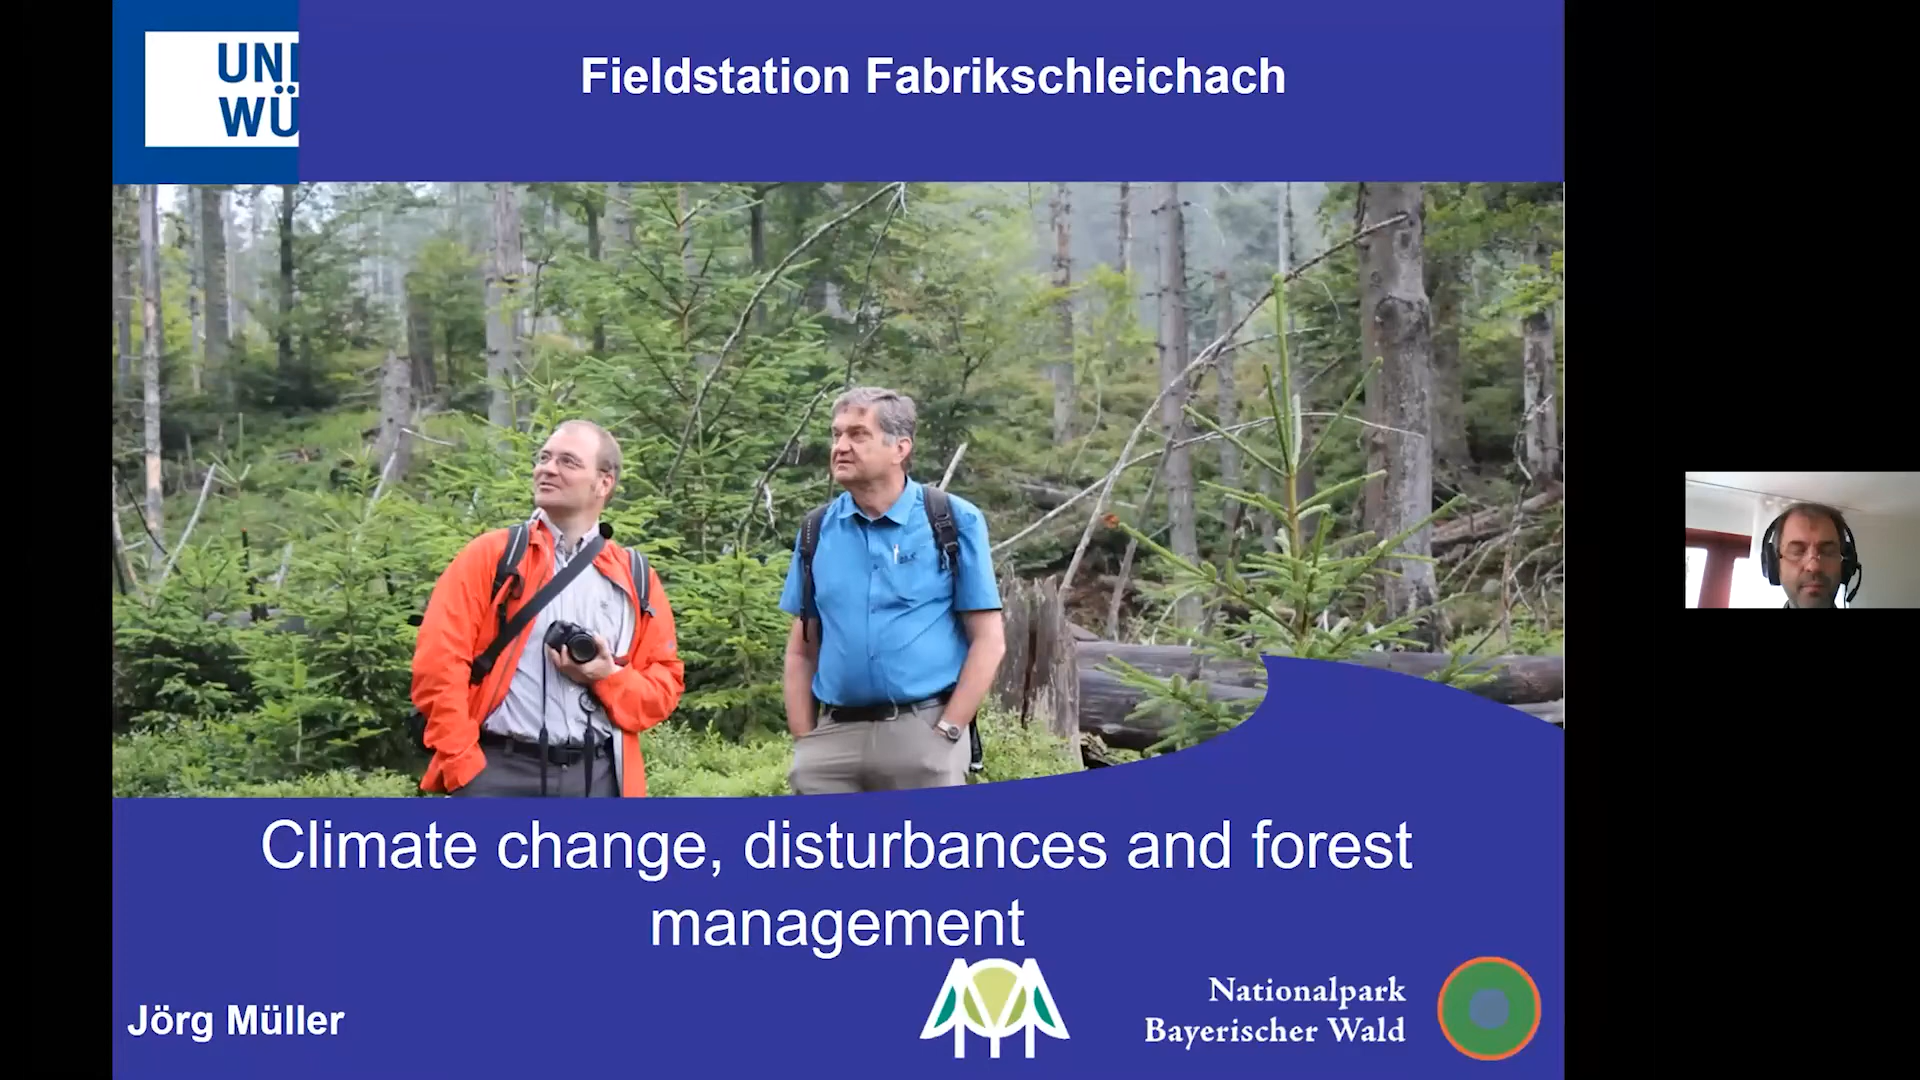 UNI
WÜ
Fieldstation Fabrikschleichach
Climate change, disturbances and forest
management
Jörg Müller
Nationalpark
Bayerischer Wald